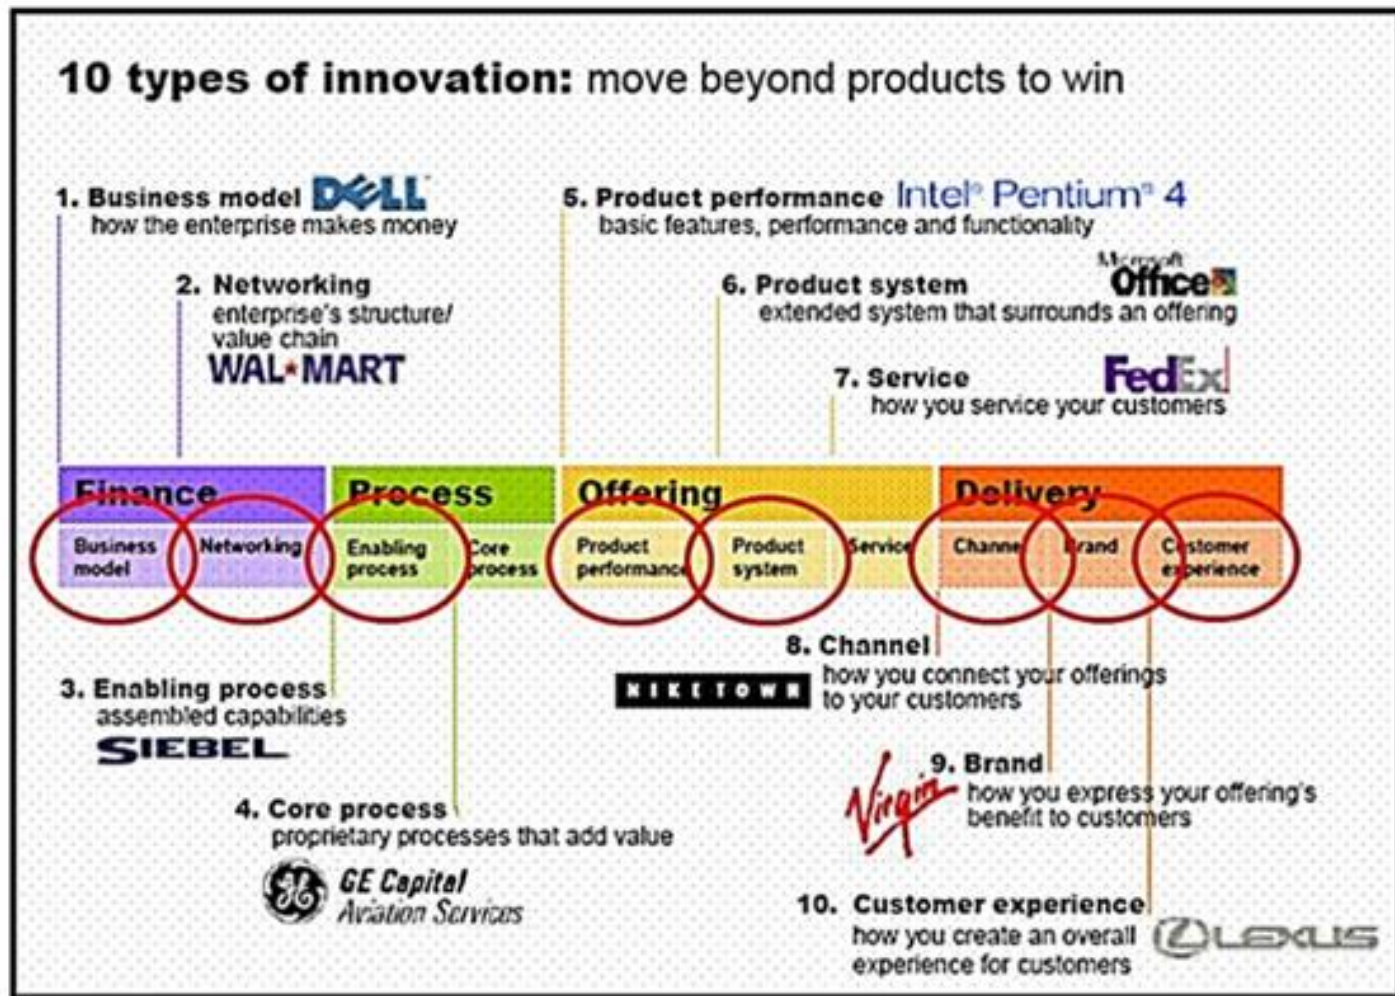 10 types of innovation: move beyond products to win
1. Business model DELL
how the enterprise makes money
2. Networking
enterprise's structure/
value chain
WAL★MART
5. Product performance Intel® Pentium® 4
basic features, performance and functionality
6. Product system
Microsoft
Office
extended system that surrounds an offering
7. Service
FedEx
how you service your customers
Finance
Process
Offering
Delivery
Business
model
Networking
Enabling
process
Core
process
Product
performance
Product
system
Service
Channel
Brand
Customer
experience
3. Enabling process
assembled capabilities
SIEBEL
4. Core process
proprietary processes that add value
GE
GE Capital
Aviation Services
8. Channel
NIKETOWN
how you connect your offerings
to your customers
9. Brand
Virgin
how you express your offering's
benefit to customers
10. Customer experience
how you create an overall
experience for customers
LEXUS